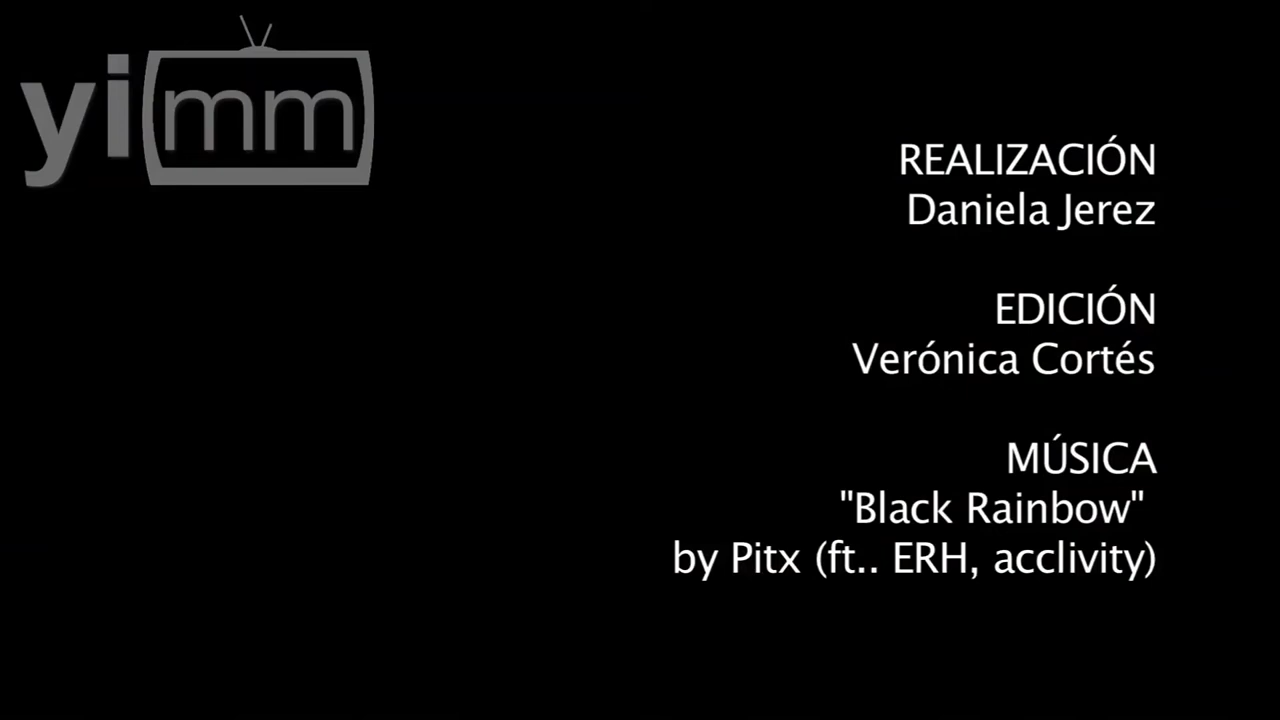 yimm
REALIZACIÓN
Daniela Jerez
EDICIÓN
Verónica Cortés
MÚSICA
"Black Rainbow"
by Pitx (ft.. ERH, acclivity)